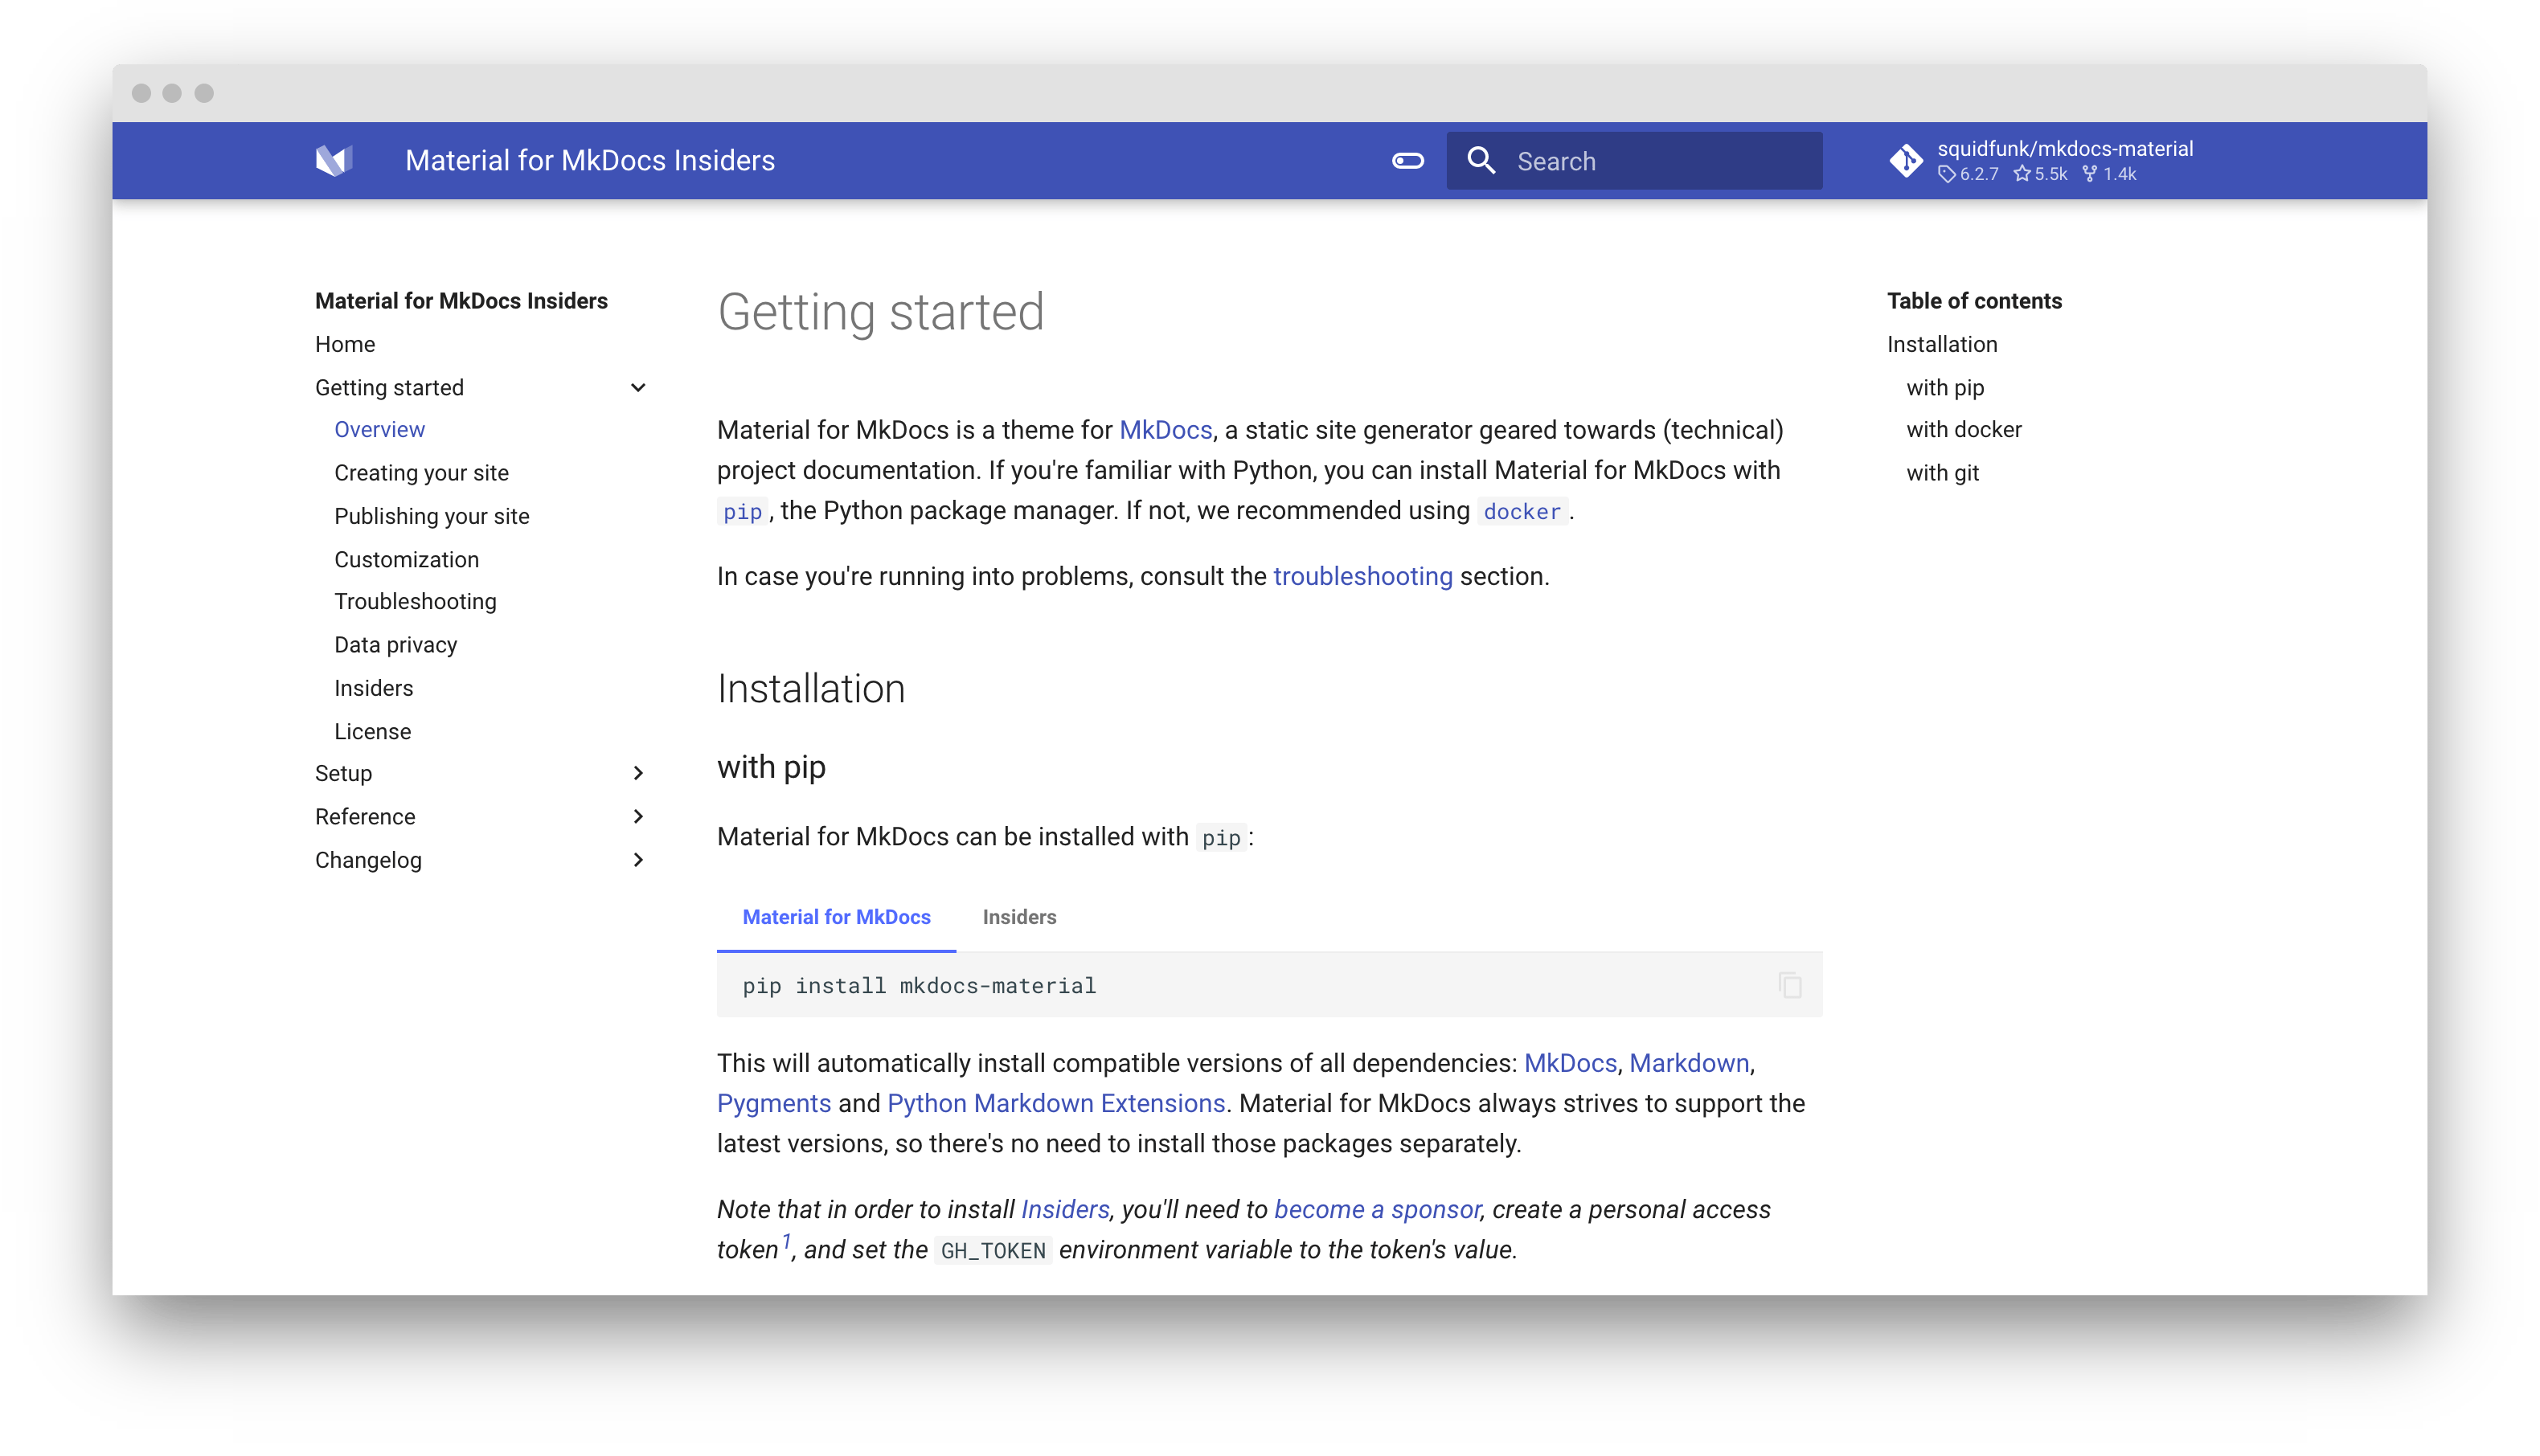 Material for MkDocs Insiders
Search
squidfunk/mkdocs-material
6.2.7 5.5k 1.4k
Material for MkDocs Insiders
Home
Getting started
Overview
Creating your site
Publishing your site
Customization
Troubleshooting
Data privacy
Insiders
License
Setup
Reference
Changelog
Getting started
Material for MkDocs is a theme for MkDocs, a static site generator geared towards (technical)
project documentation. If you're familiar with Python, you can install Material for MkDocs with
pip, the Python package manager. If not, we recommended using docker.
In case you're running into problems, consult the troubleshooting section.
Installation
with pip
Material for MkDocs can be installed with pip:
Material for MkDocs Insiders
pip install mkdocs-material
This will automatically install compatible versions of all dependencies: MkDocs, Markdown,
Pygments and Python Markdown Extensions. Material for MkDocs always strives to support the
latest versions, so there's no need to install those packages separately.
Note that in order to install Insiders, you'll need to become a sponsor, create a personal access
token1, and set the GH_TOKEN environment variable to the token's value.
Table of contents
Installation
with pip
with docker
with git